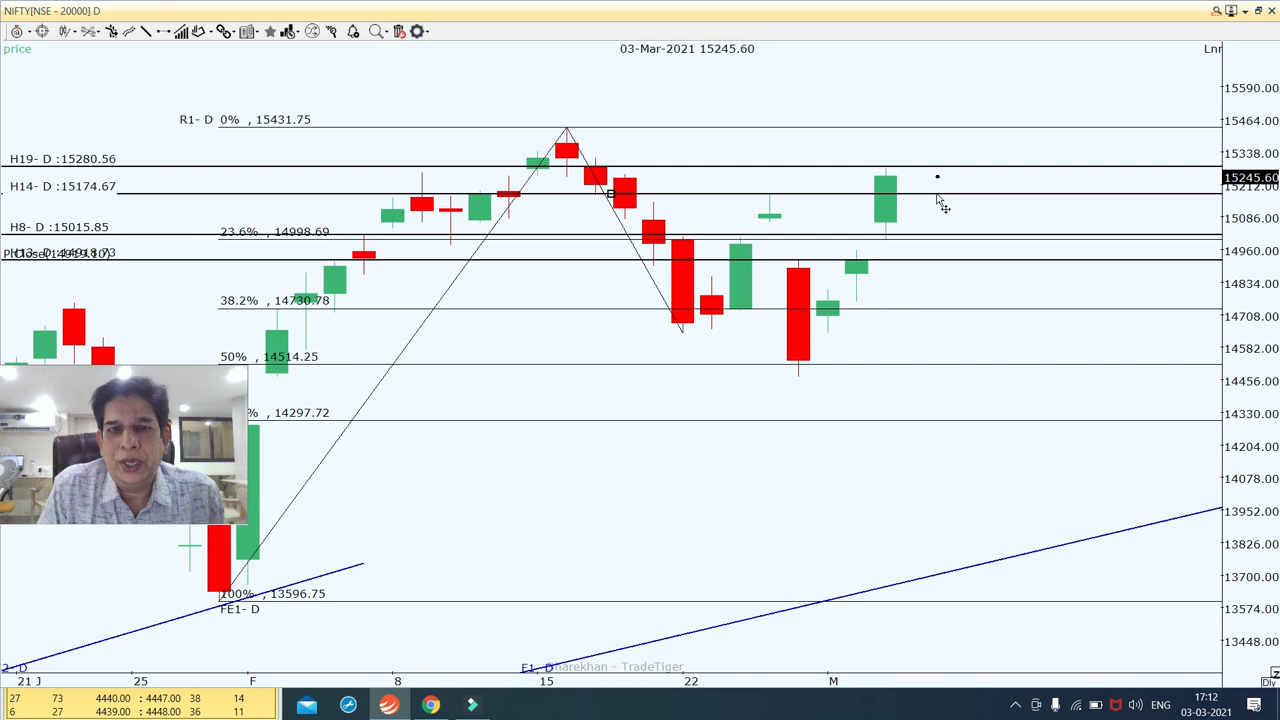 NIFTY[NSE - 20000] D
price
03-Mar-2021 15245.60
Lnr
15590.00
R1- D 0% , 15431.75
15464.00
H19- D :15280.56
15338.00
15245.60
H14- D :15174.67
15212.00
H8- D :15015.85
15086.00
23.6% , 14998.69
14960.00
14834.00
38.2% , 14730.78
14708.00
50% , 14514.25
14582.00
14456.00
% , 14297.72
14330.00
14204.00
14078.00
13952.00
13826.00
13700.00
100% , 13596.75
FE1- D
13574.00
13448.00
2-,D
F1- D
Sharekhan - TradeTiger
21 J 25 F 8 15 22 M
Dly
27 73 4440.00 : 4447.00 38 14
6 27 4439.00 : 4448.00 36 11
ENG
17:12
03-03-2021